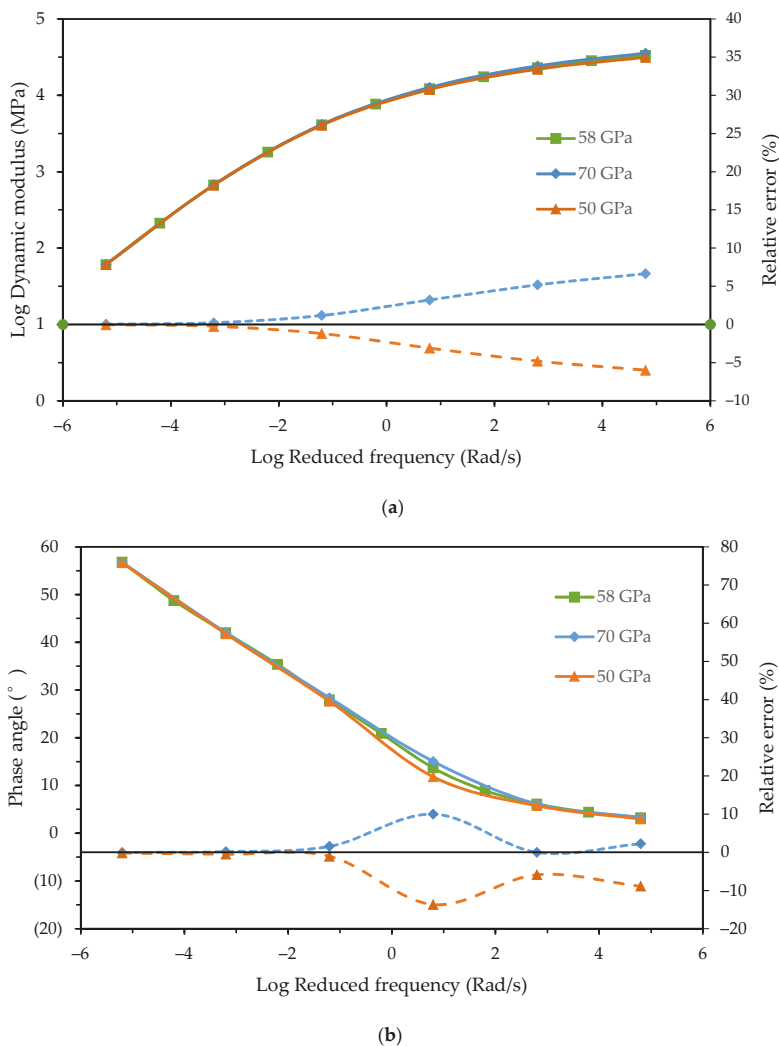 5
4
3
2
1
0
Log Dynamic modulus (MPa)
40
35
30
25
20
15
10
5
0
−5
−10
Relative error (%)
58 GPa
70 GPa
50 GPa
−6 −4 −2 0 2 4 6
Log Reduced frequency (Rad/s)
(a)
60
50
40
30
20
10
0
(10)
(20)
Phase angle (°)
80
70
60
50
40
30
20
10
0
−10
−20
Relative error (%)
58 GPa
70 GPa
50 GPa
−6 −4 −2 0 2 4 6
Log Reduced frequency (Rad/s)
(b)